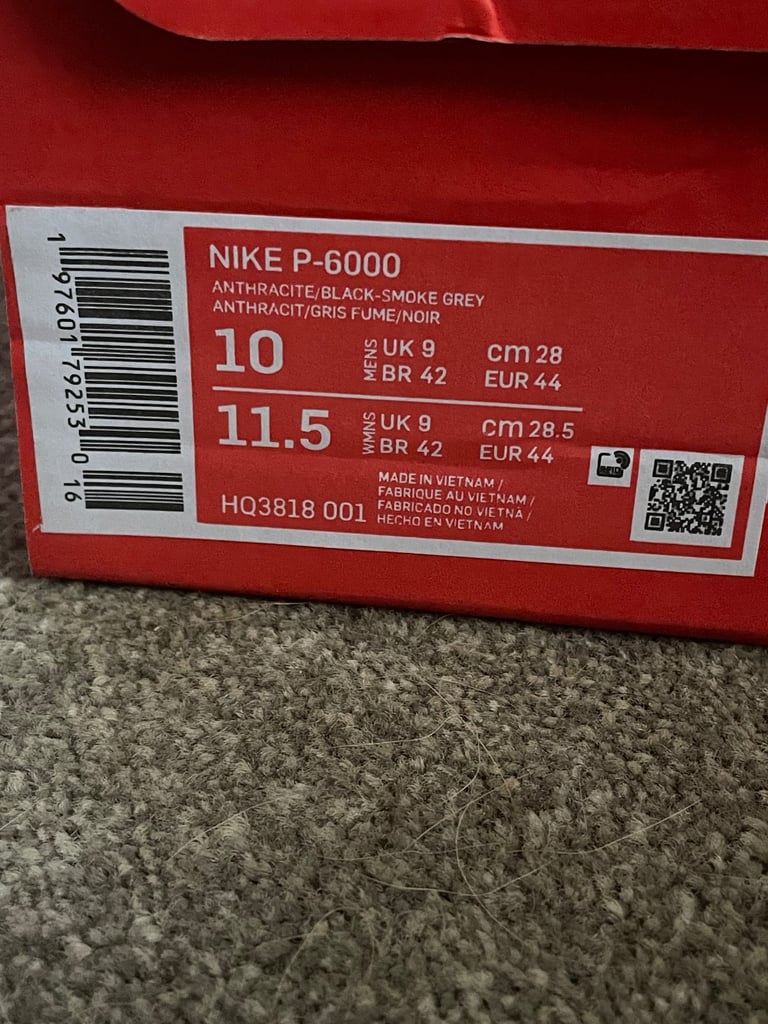 NIKE P-6000
ANTHRACITE/BLACK-SMOKE GREY
ANTHRACIT/GRIS FUME/NOIR
10 MENS UK 9 cm 28
BR 42 EUR 44
11.5 WMNS UK 9 cm 28.5
BR 42 EUR 44
HQ3818 001
MADE IN VIETNAM /
FABRIQUE AU VIETNAM /
FABRICADO NO VIETNÃ /
HECHO EN VIETNAM
RFID
1 97601 79253 0 16